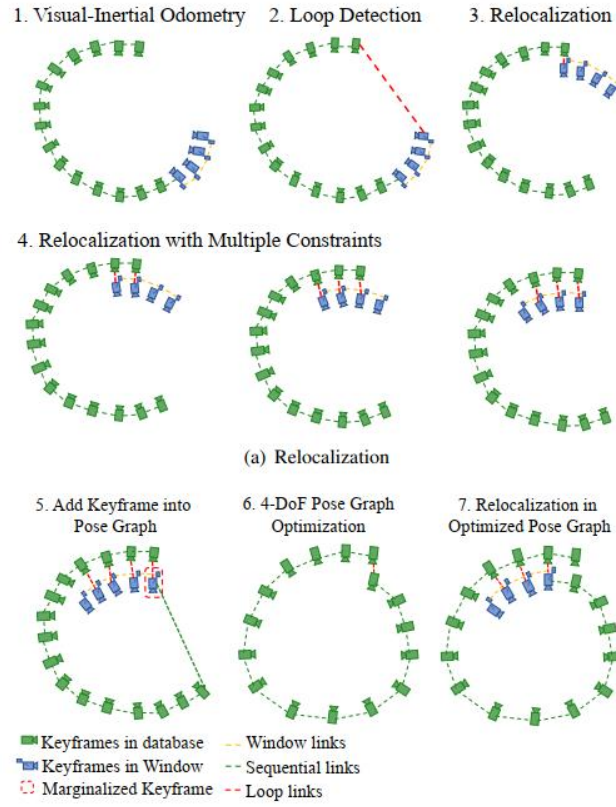 1. Visual-Inertial Odometry
2. Loop Detection
3. Relocalization
4. Relocalization with Multiple Constraints
(a) Relocalization
5. Add Keyframe into
Pose Graph
6. 4-DoF Pose Graph
Optimization
7. Relocalization in
Optimized Pose Graph
Keyframes in database
Window links
Keyframes in Window
Sequential links
Marginalized Keyframe
Loop links